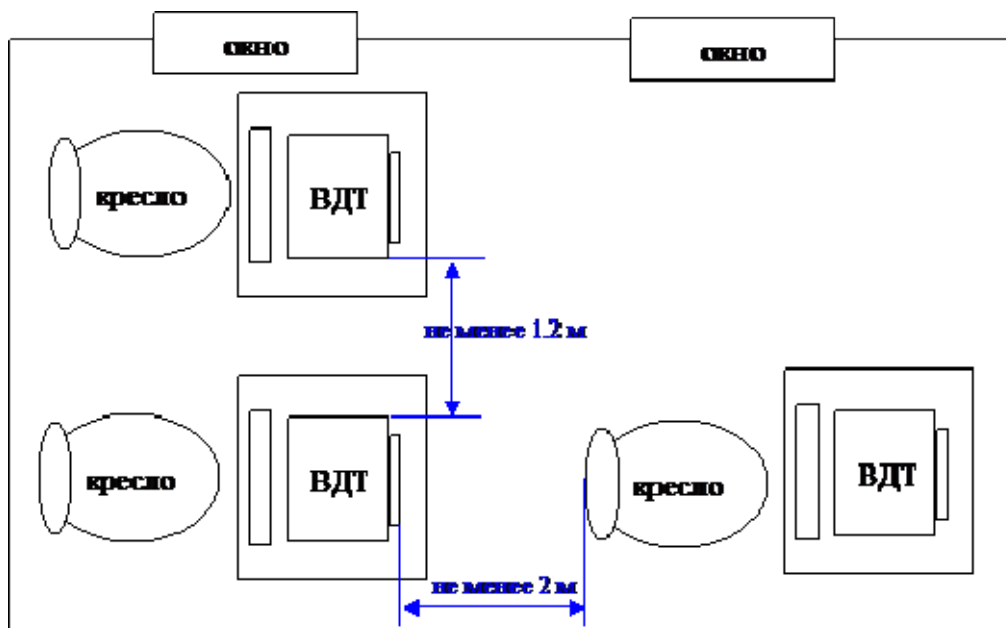 окно
окно
кресло
ВДТ
не менее 1.2 м
кресло
ВДТ
кресло
ВДТ
не менее 2 м